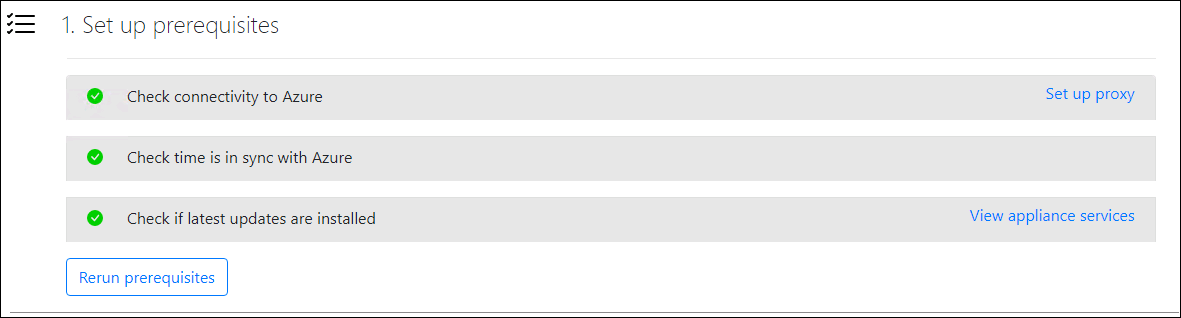 1. Set up prerequisites
Check connectivity to Azure
Set up proxy
Check time is in sync with Azure
Check if latest updates are installed
View appliance services
Rerun prerequisites